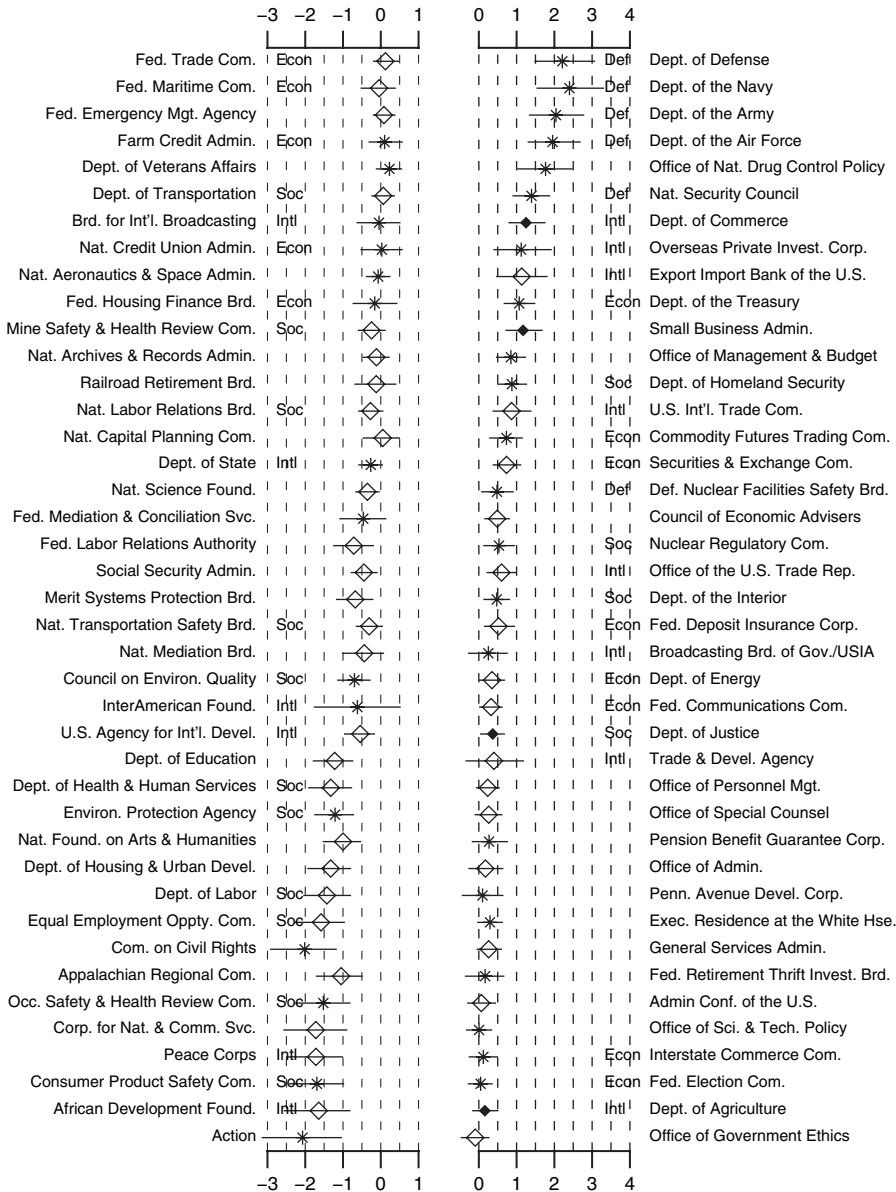 −3 −2 −1 0 1 0 1 2 3 4
Fed. Trade Com. Econ Def Dept. of Defense
Fed. Maritime Com. Econ Def Dept. of the Navy
Fed. Emergency Mgt. Agency Def Dept. of the Army
Farm Credit Admin. Econ Def Dept. of the Air Force
Dept. of Veterans Affairs Office of Nat. Drug Control Policy
Dept. of Transportation Soc Def Nat. Security Council
Brd. for Int'l. Broadcasting Intl Intl Dept. of Commerce
Nat. Credit Union Admin. Econ Intl Overseas Private Invest. Corp.
Nat. Aeronautics & Space Admin. Intl Export Import Bank of the U.S.
Fed. Housing Finance Brd. Econ Econ Dept. of the Treasury
Mine Safety & Health Review Com. Soc Small Business Admin.
Nat. Archives & Records Admin. Office of Management & Budget
Railroad Retirement Brd. Soc Dept. of Homeland Security
Nat. Labor Relations Brd. Soc Intl U.S. Int'l. Trade Com.
Nat. Capital Planning Com. Econ Commodity Futures Trading Com.
Dept. of State Intl Econ Securities & Exchange Com.
Nat. Science Found. Def Def. Nuclear Facilities Safety Brd.
Fed. Mediation & Conciliation Svc. Council of Economic Advisers
Fed. Labor Relations Authority Soc Nuclear Regulatory Com.
Social Security Admin. Intl Office of the U.S. Trade Rep.
Merit Systems Protection Brd. Soc Dept. of the Interior
Nat. Transportation Safety Brd. Soc Econ Fed. Deposit Insurance Corp.
Nat. Mediation Brd. Intl Broadcasting Brd. of Gov./USIA
Council on Environ. Quality Soc Econ Dept. of Energy
InterAmerican Found. Intl Econ Fed. Communications Com.
U.S. Agency for Int'l. Devel. Intl Soc Dept. of Justice
Dept. of Education Intl Trade & Devel. Agency
Dept. of Health & Human Services Soc Office of Personnel Mgt.
Environ. Protection Agency Soc Office of Special Counsel
Nat. Found. on Arts & Humanities Pension Benefit Guarantee Corp.
Dept. of Housing & Urban Devel. Office of Admin.
Dept. of Labor Soc Penn. Avenue Devel. Corp.
Equal Employment Oppty. Com. Soc Exec. Residence at the White Hse.
Com. on Civil Rights General Services Admin.
Appalachian Regional Com. Fed. Retirement Thrift Invest. Brd.
Occ. Safety & Health Review Com. Soc Admin Conf. of the U.S.
Corp. for Nat. & Comm. Svc. Office of Sci. & Tech. Policy
Peace Corps Intl Econ Interstate Commerce Com.
Consumer Product Safety Com. Soc Econ Fed. Election Com.
African Development Found. Intl Intl Dept. of Agriculture
Action Office of Government Ethics
−3 −2 −1 0 1 0 1 2 3 4